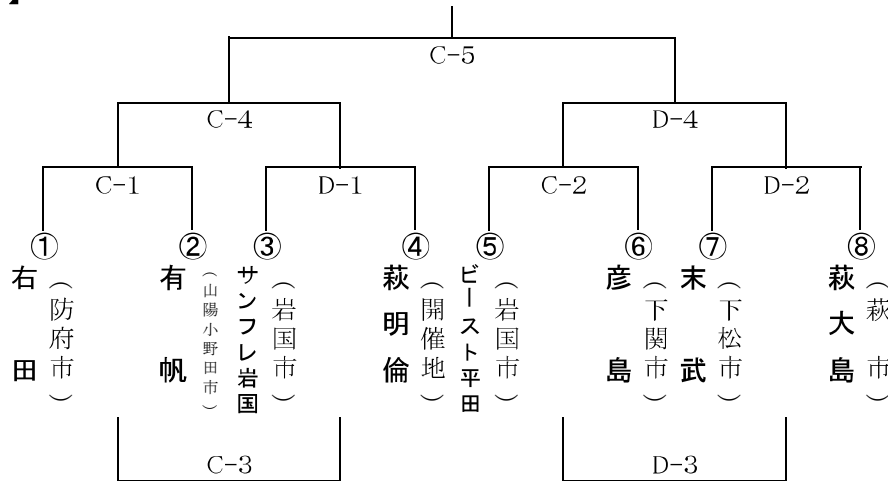 】
C-5
C-4
D-4
C-1
D-1
C-2
D-2
①
②
③
④
⑤
⑥
⑦
⑧
右田
（防府市）
有帆
（山陽小野田市）
サンフレ岩国
（岩国市）
萩明倫
（開催地）
ビースト平田
（岩国市）
彦島
（下関市）
末武
（下松市）
萩大島
（萩市）
C-3
D-3